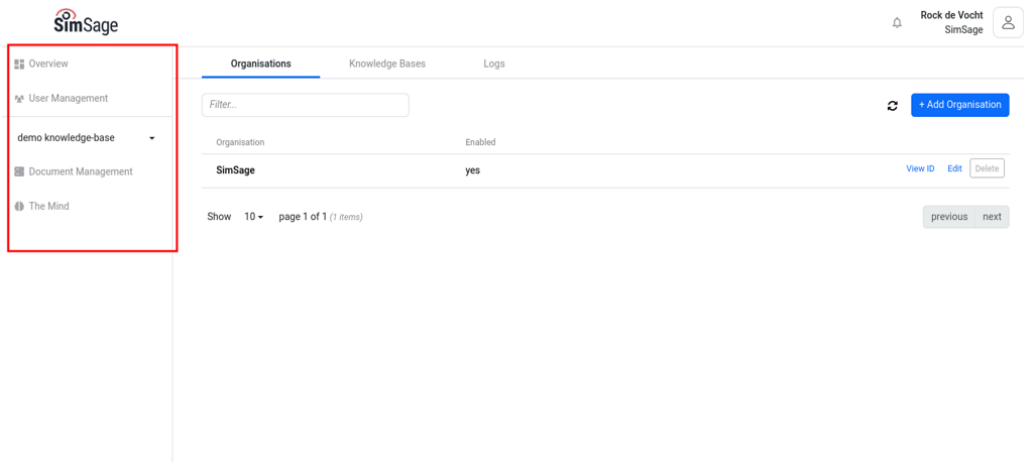 SimSage
Rock de Vocht
SimSage
Overview
User Management
demo knowledge-base
Document Management
The Mind
Organisations Knowledge Bases Logs
Filter...
+ Add Organisation
Organisation Enabled
SimSage yes View ID Edit Delete
Show 10 page 1 of 1 (1 items) previous next